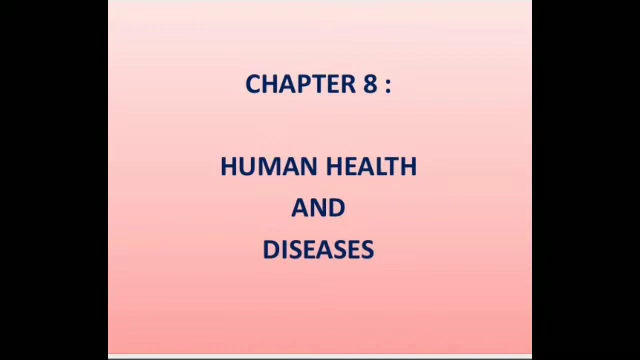 CHAPTER 8 :
HUMAN HEALTH
AND
DISEASES